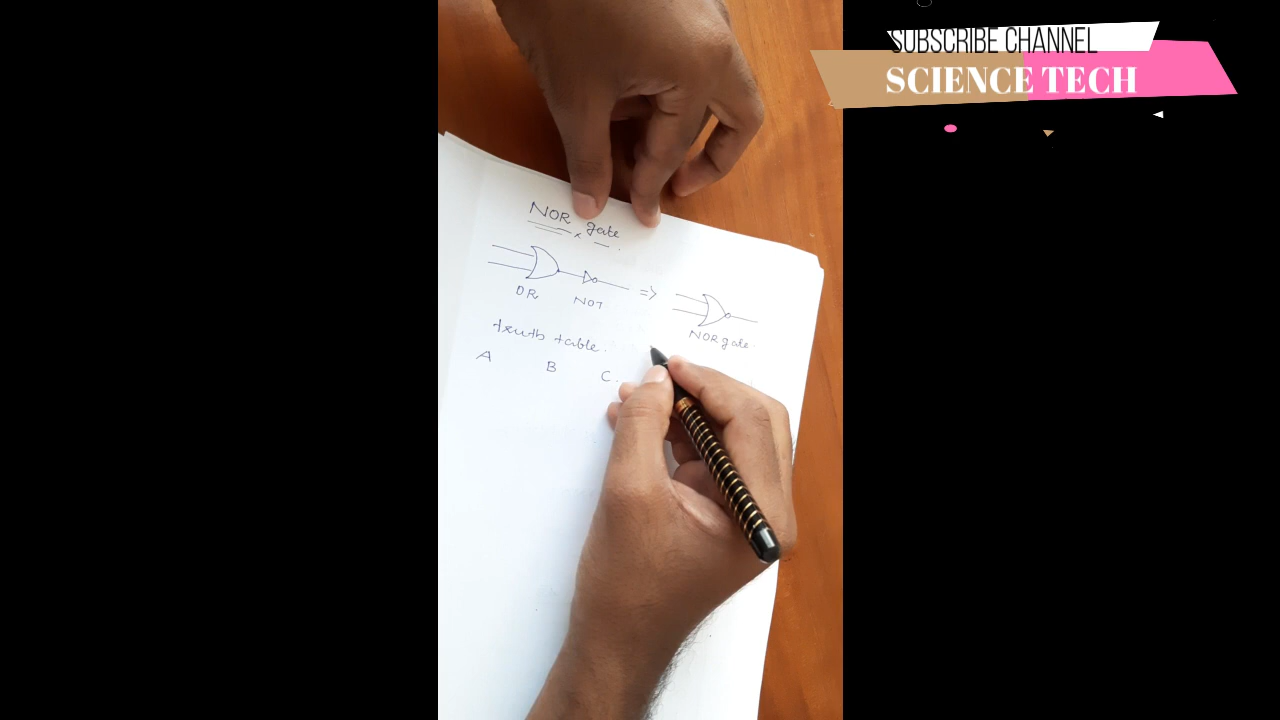 SUBSCRIBE CHANNEL
SCIENCE TECH
NOR gate
OR NOT =>
NOR gate.
truth table.
A B C.